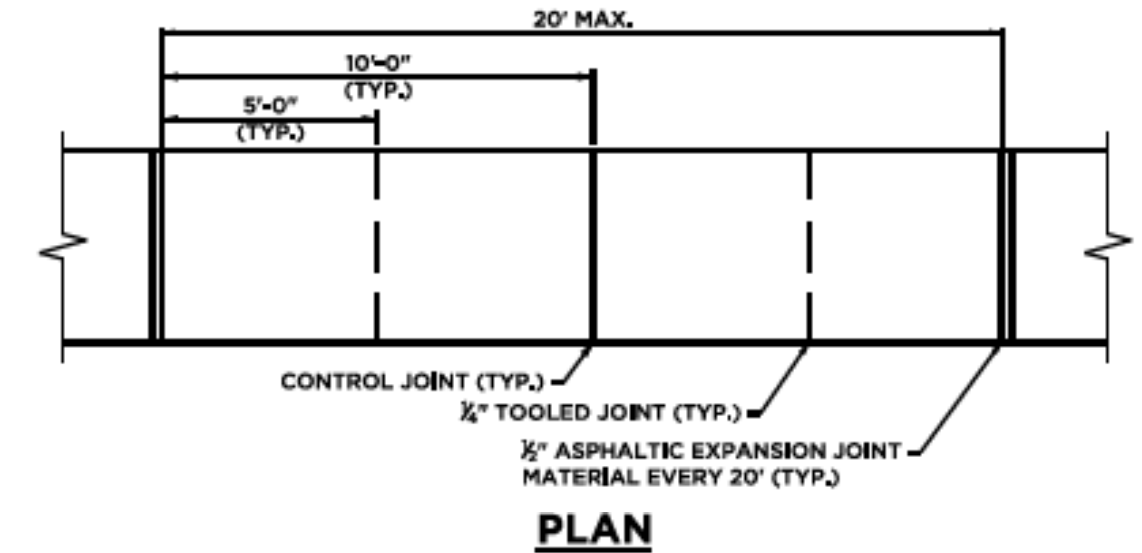 20' MAX.
10'-0"
(TYP.)
5'-0"
(TYP.)
CONTROL JOINT (TYP.)
¼" TOOLED JOINT (TYP.)
½" ASPHALTIC EXPANSION JOINT
MATERIAL EVERY 20' (TYP.)
PLAN